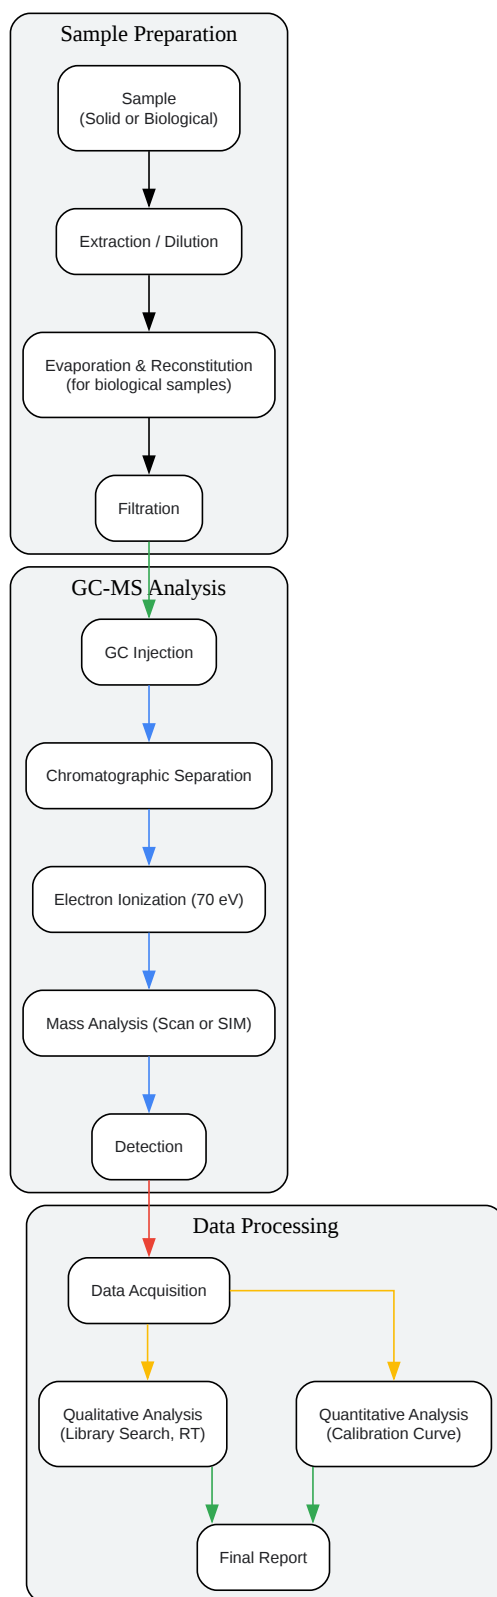 Sample Preparation
Sample
(Solid or Biological)
Extraction / Dilution
Evaporation & Reconstitution
(for biological samples)
Filtration
GC-MS Analysis
GC Injection
Chromatographic Separation
Electron Ionization (70 eV)
Mass Analysis (Scan or SIM)
Detection
Data Processing
Data Acquisition
Qualitative Analysis
(Library Search, RT)
Quantitative Analysis
(Calibration Curve)
Final Report